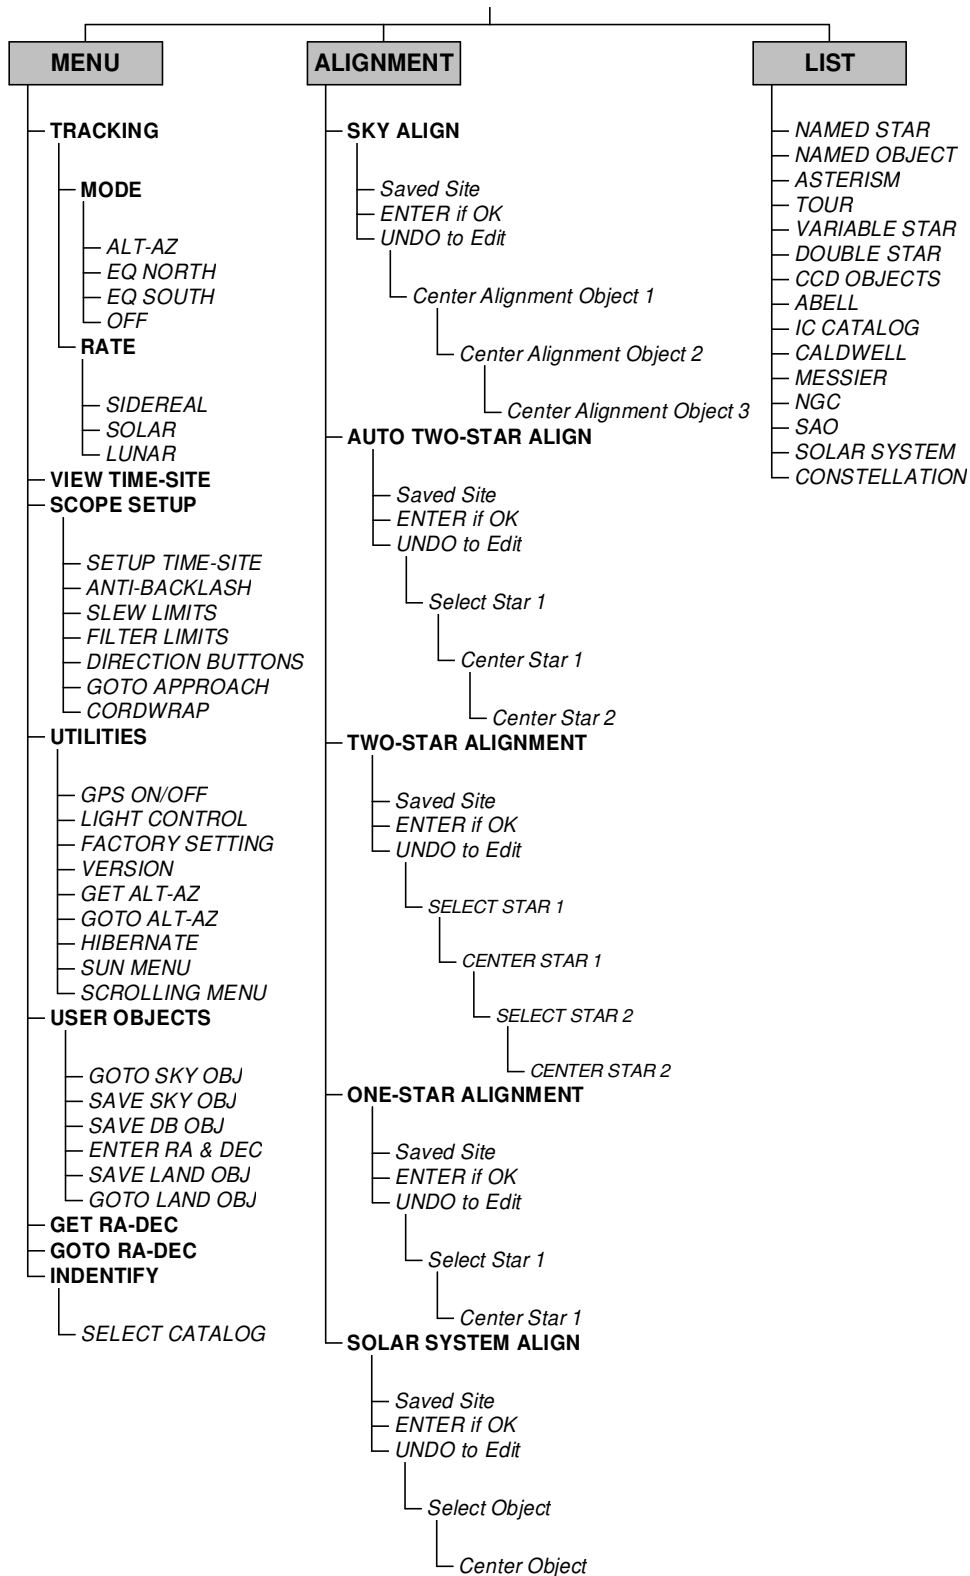 MENU
TRACKING
MODE
ALT-AZ
EQ NORTH
EQ SOUTH
OFF
RATE
SIDEREAL
SOLAR
LUNAR
VIEW TIME-SITE
SCOPE SETUP
SETUP TIME-SITE
ANTI-BACKLASH
SLEW LIMITS
FILTER LIMITS
DIRECTION BUTTONS
GOTO APPROACH
CORDWRAP
UTILITIES
GPS ON/OFF
LIGHT CONTROL
FACTORY SETTING
VERSION
GET ALT-AZ
GOTO ALT-AZ
HIBERNATE
SUN MENU
SCROLLING MENU
USER OBJECTS
GOTO SKY OBJ
SAVE SKY OBJ
SAVE DB OBJ
ENTER RA & DEC
SAVE LAND OBJ
GOTO LAND OBJ
GET RA-DEC
GOTO RA-DEC
INDENTIFY
SELECT CATALOG
ALIGNMENT
SKY ALIGN
Saved Site
ENTER if OK
UNDO to Edit
Center Alignment Object 1
Center Alignment Object 2
Center Alignment Object 3
AUTO TWO-STAR ALIGN
Saved Site
ENTER if OK
UNDO to Edit
Select Star 1
Center Star 1
Center Star 2
TWO-STAR ALIGNMENT
Saved Site
ENTER if OK
UNDO to Edit
SELECT STAR 1
CENTER STAR 1
SELECT STAR 2
CENTER STAR 2
ONE-STAR ALIGNMENT
Saved Site
ENTER if OK
UNDO to Edit
Select Star 1
Center Star 1
SOLAR SYSTEM ALIGN
Saved Site
ENTER if OK
UNDO to Edit
Select Object
Center Object
LIST
NAMED STAR
NAMED OBJECT
ASTERISM
TOUR
VARIABLE STAR
DOUBLE STAR
CCD OBJECTS
ABELL
IC CATALOG
CALDWELL
MESSIER
NGC
SAO
SOLAR SYSTEM
CONSTELLATION